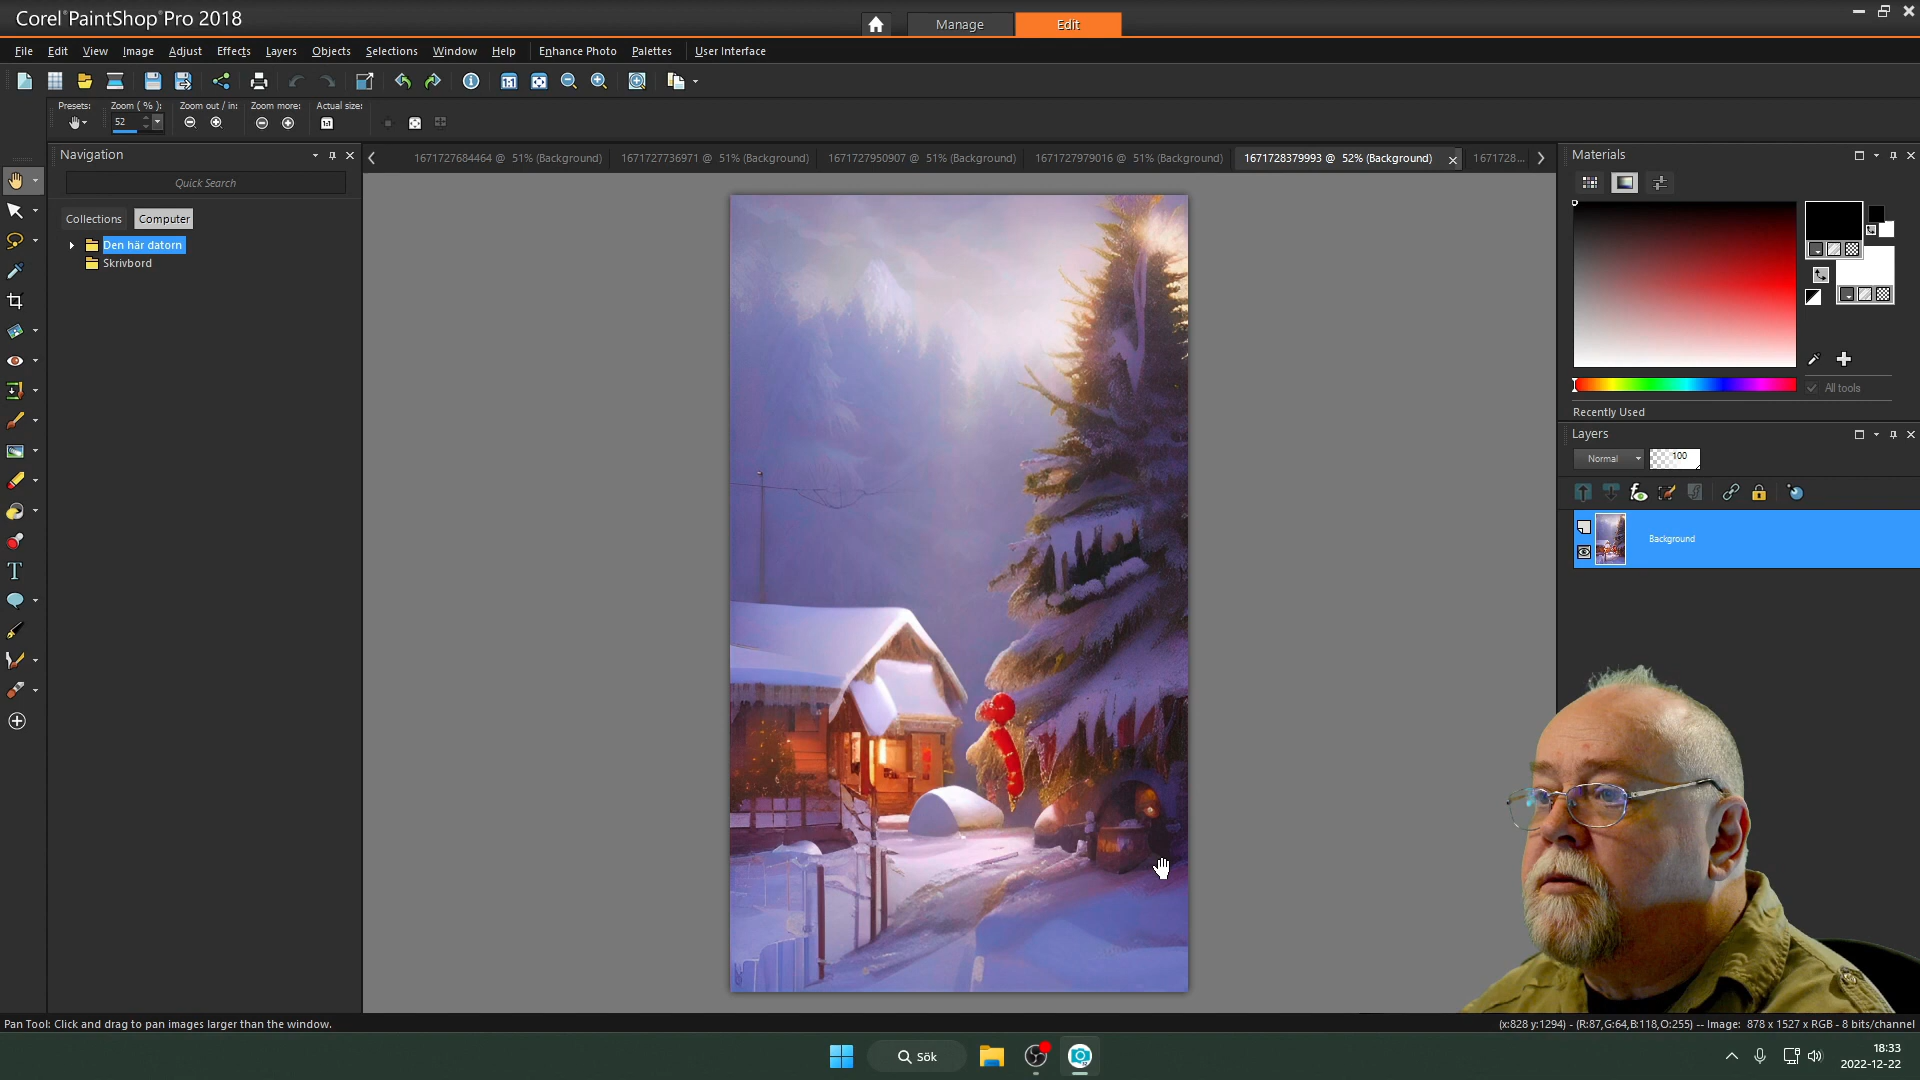 Corel PaintShop Pro 2018
Manage
Edit
File Edit View Image Adjust Effects Layers Objects Selections Window Help Enhance Photo Palettes User Interface
Presets: Zoom ( % ): Zoom out / in: Zoom more: Actual size:
52
Navigation
1671727684464 @ 51% (Background)
1671727736971 @ 51% (Background)
1671727950907 @ 51% (Background)
1671727979016 @ 51% (Background)
1671728379993 @ 52% (Background)
1671728...
Quick Search
Collections Computer
Den här datorn
Skrivbord
Materials
All tools
Recently Used
Layers
Normal 100
Background
Pan Tool: Click and drag to pan images larger than the window.
(x:828 y:1294) - (R:87,G:64,B:118,O:255) -- Image: 878 x 1527 x RGB - 8 bits/channel
Sök
18:33
2022-12-22